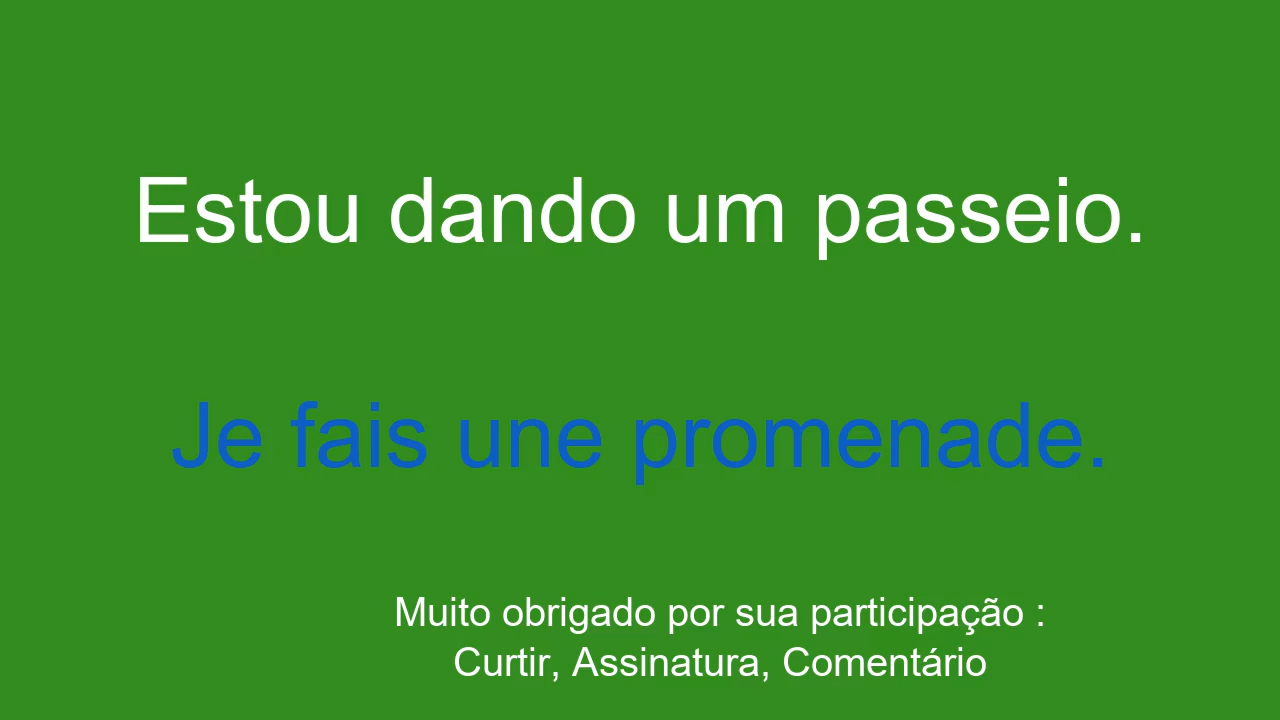 Estou dando um passeio.
Je fais une promenade.
Muito obrigado por sua participação :
Curtir, Assinatura, Comentário